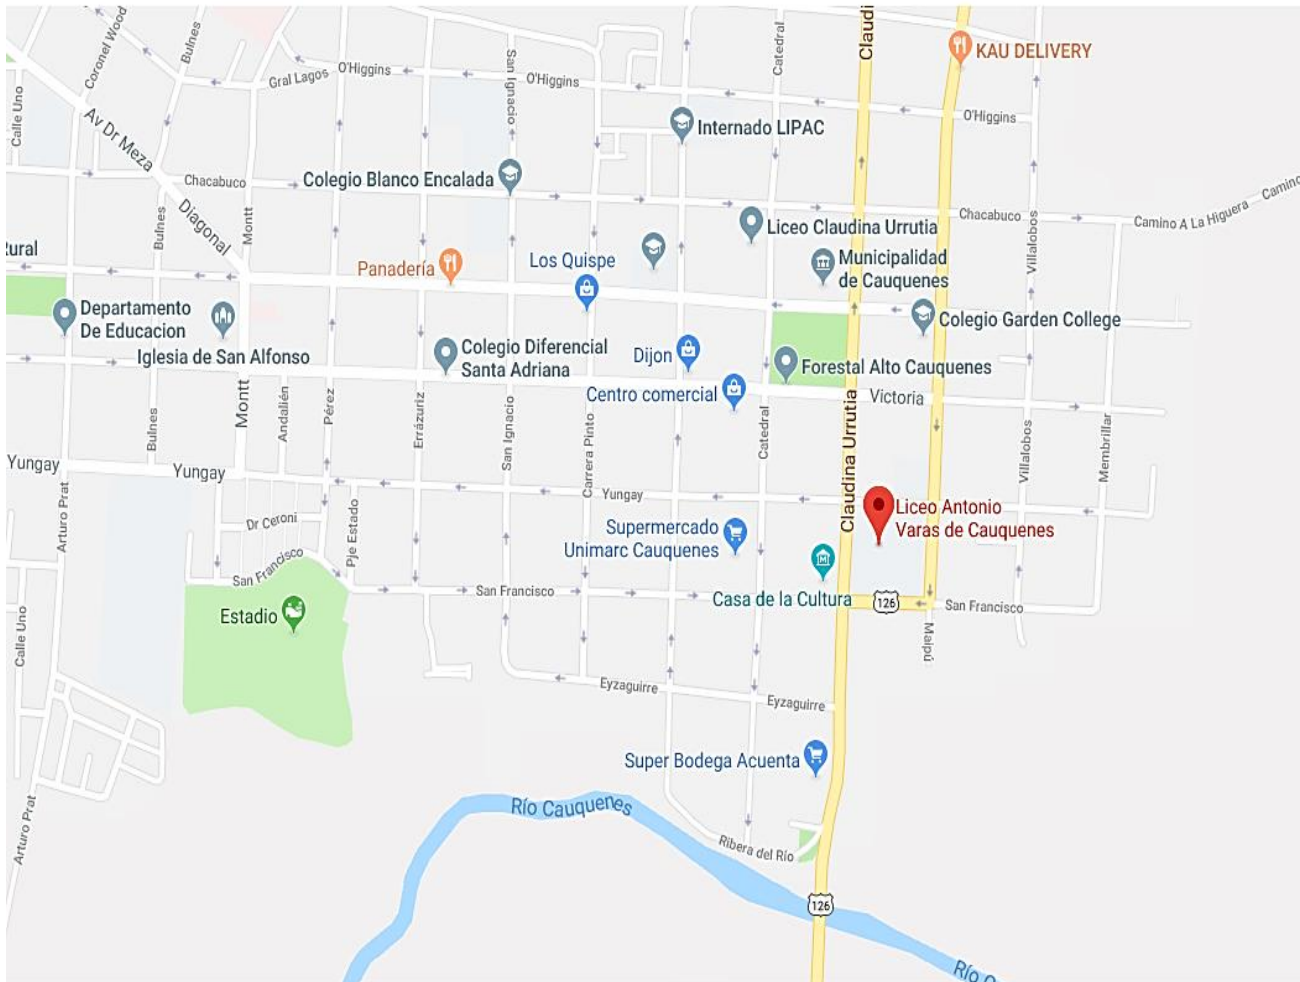 Coronel Wood
Bulnes
San Ignacio
Catedral
Claudi
KAU DELIVERY
Gral Lagos
O'Higgins
O'Higgins
O'Higgins
Calle Uno
Av Dr Meza
Internado LIPAC
Chacabuco
Colegio Blanco Encalada
Chacabuco
Camino A La Higuera
Camino
Diagonal
Bulnes
Montt
Liceo Claudina Urrutia
Villalobos
Rural
Panadería
Los Quispe
Municipalidad
de Cauquenes
Departamento
De Educacion
Colegio Garden College
Iglesia de San Alfonso
Colegio Diferencial
Santa Adriana
Dijon
Forestal Alto Cauquenes
Centro comercial
Victoria
Bulnes
Montt
Andalién
Pérez
Errázuriz
San Ignacio
Carrera Pinto
Catedral
Claudina Urrutia
Villalobos
Membrillar
Yungay
Yungay
Yungay
Arturo Prat
Dr Ceroni
Pje Estado
Supermercado
Unimarc Cauquenes
Liceo Antonio
Varas de Cauquenes
San Francisco
San Francisco
Casa de la Cultura
126
San Francisco
Estadio
Calle Uno
Maipú
Eyzaguirre
Eyzaguirre
Super Bodega Acuenta
Río Cauquenes
Arturo Prat
Ribera del Río
126
Río C